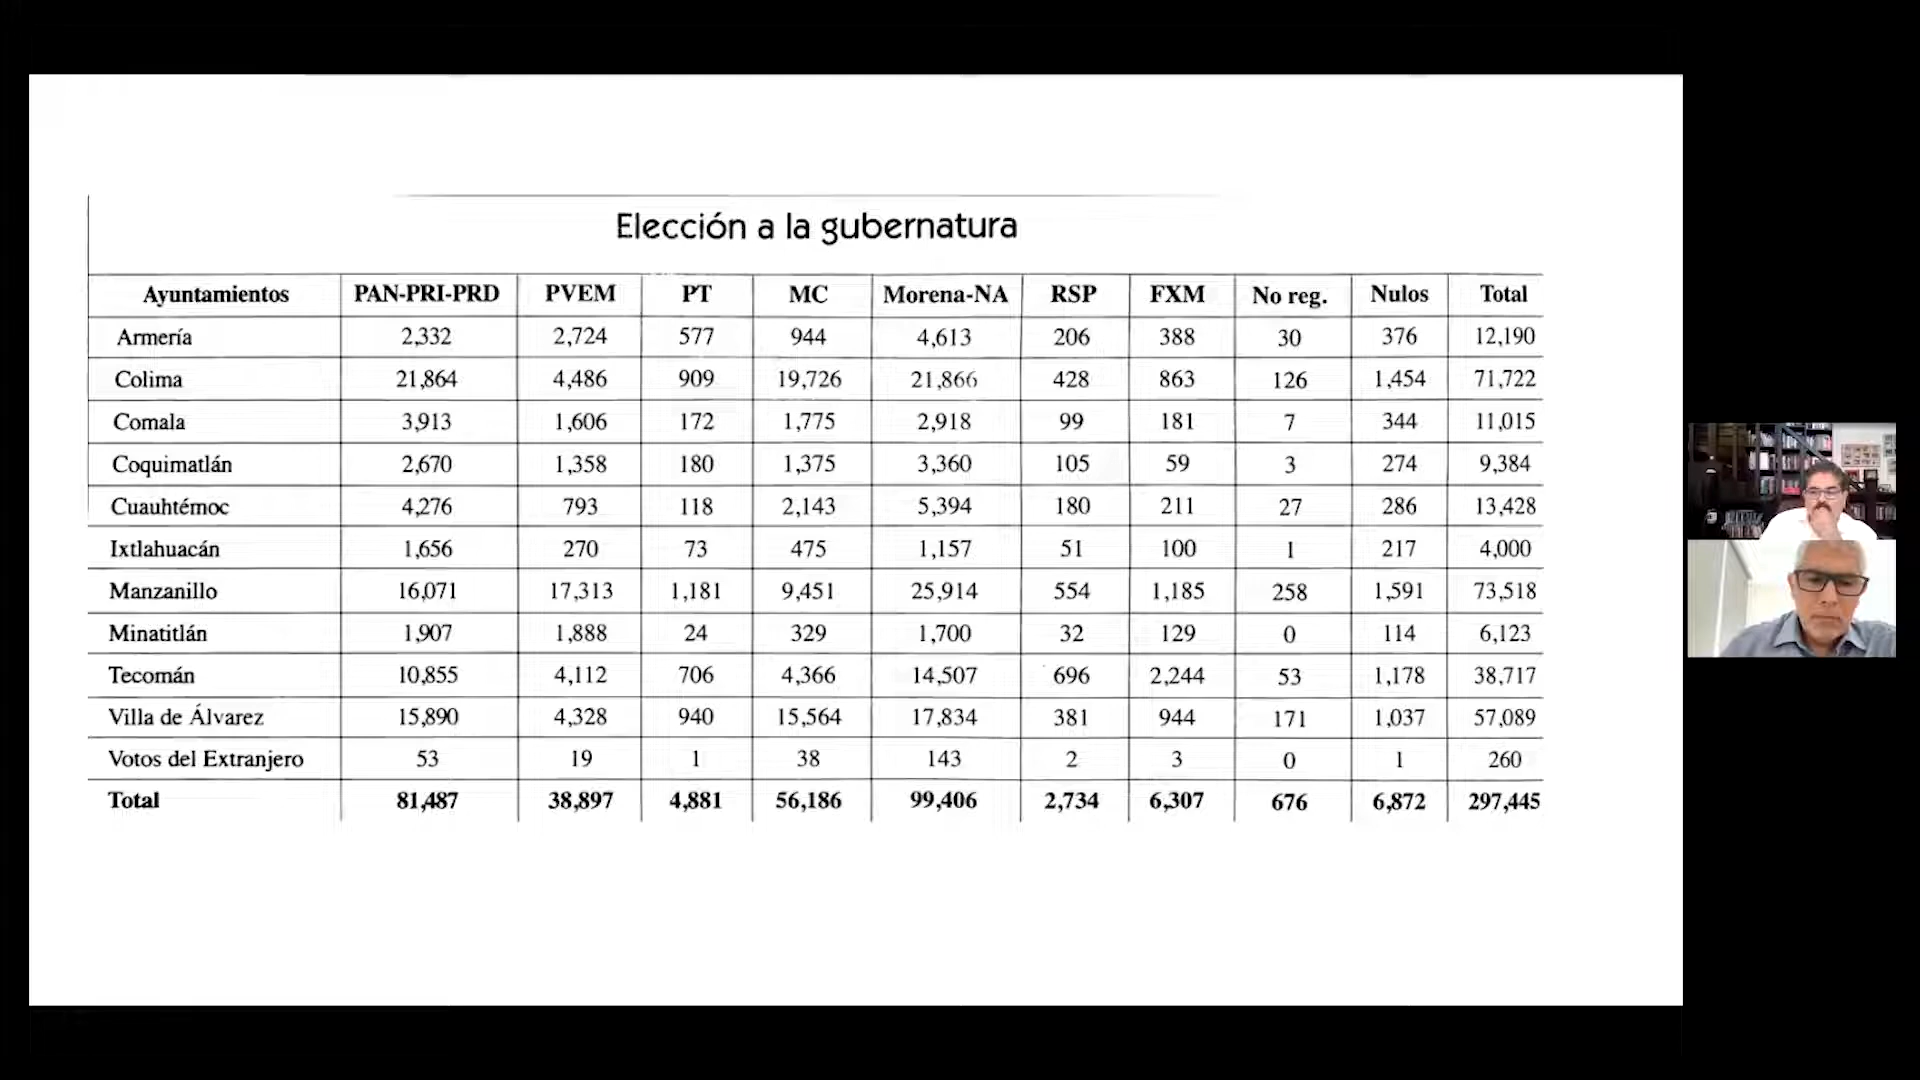 Elección a la gubernatura
Ayuntamientos PAN-PRI-PRD PVEM PT MC Morena-NA RSP FXM No reg. Nulos Total
Armería 2,332 2,724 577 944 4,613 206 388 30 376 12,190
Colima 21,864 4,486 909 19,726 21,866 428 863 126 1,454 71,722
Comala 3,913 1,606 172 1,775 2,918 99 181 7 344 11,015
Coquimatlán 2,670 1,358 180 1,375 3,360 105 59 3 274 9,384
Cuauhtémoc 4,276 793 118 2,143 5,394 180 211 27 286 13,428
Ixtlahuacán 1,656 270 73 475 1,157 51 100 1 217 4,000
Manzanillo 16,071 17,313 1,181 9,451 25,914 554 1,185 258 1,591 73,518
Minatitlán 1,907 1,888 24 329 1,700 32 129 0 114 6,123
Tecomán 10,855 4,112 706 4,366 14,507 696 2,244 53 1,178 38,717
Villa de Álvarez 15,890 4,328 940 15,564 17,834 381 944 171 1,037 57,089
Votos del Extranjero 53 19 1 38 143 2 3 0 1 260
Total 81,487 38,897 4,881 56,186 99,406 2,734 6,307 676 6,872 297,445